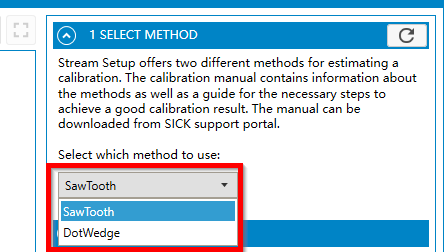 1 SELECT METHOD
Stream Setup offers two different methods for estimating a
calibration. The calibration manual contains information about
the methods as well as a guide for the necessary steps to
achieve a good calibration result. The manual can be
downloaded from SICK support portal.
Select which method to use:
SawTooth
SawTooth
DotWedge